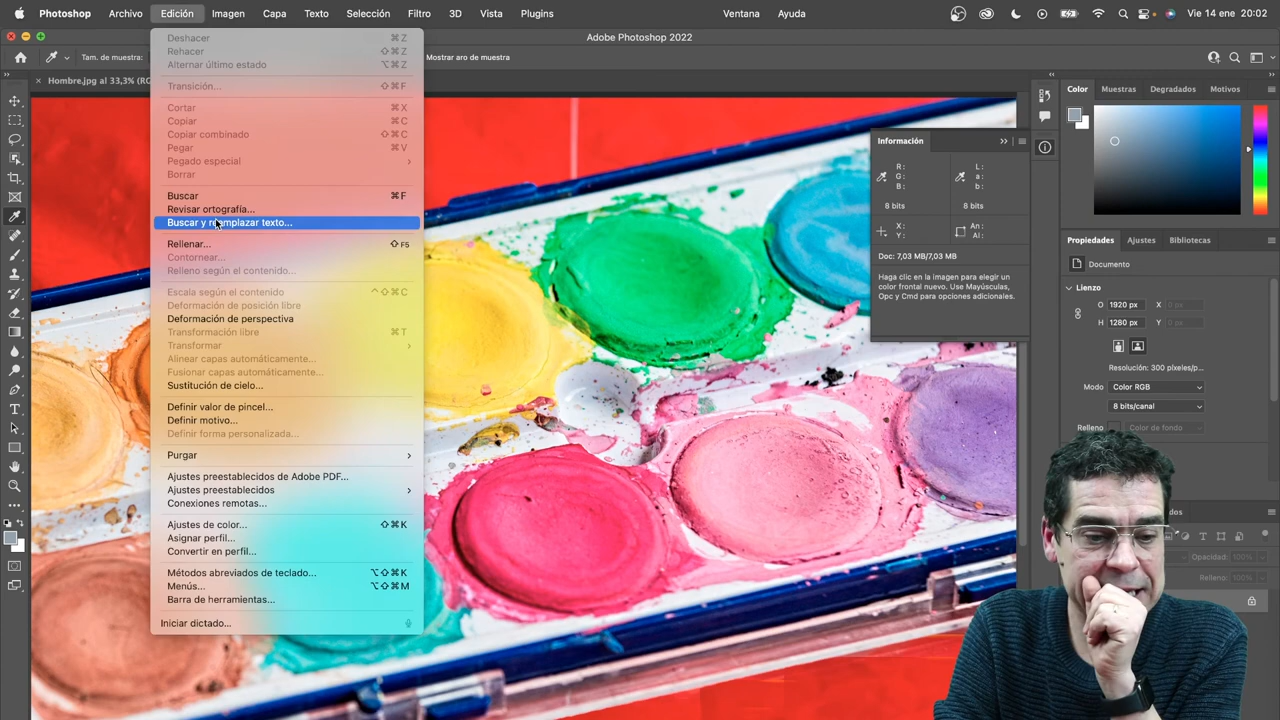 Photoshop Archivo Edición Imagen Capa Texto Selección Filtro 3D Vista Plugins Ventana Ayuda Vie 14 ene 20:02
Adobe Photoshop 2022
Tam. de muestra: Mostrar aro de muestra
Hombre.jpg al 33,3% (RG
Deshacer ⌘Z
Rehacer ⇧⌘Z
Alternar último estado ⌥⌘Z
Transición... ⇧⌘F
Cortar ⌘X
Copiar ⌘C
Copiar combinado ⇧⌘C
Pegar ⌘V
Pegado especial
Borrar
Buscar ⌘F
Revisar ortografía...
Buscar y reemplazar texto...
Rellenar... ⇧F5
Contornear...
Relleno según el contenido...
Escala según el contenido ^⇧⌘C
Deformación de posición libre
Deformación de perspectiva
Transformación libre ⌘T
Transformar
Alinear capas automáticamente...
Fusionar capas automáticamente...
Sustitución de cielo...
Definir valor de pincel...
Definir motivo...
Definir forma personalizada...
Purgar
Ajustes preestablecidos de Adobe PDF...
Ajustes preestablecidos
Conexiones remotas...
Ajustes de color... ⇧⌘K
Asignar perfil...
Convertir en perfil...
Métodos abreviados de teclado... ⌥⇧⌘K
Menús... ⌥⇧⌘M
Barra de herramientas...
Iniciar dictado...
Información
R: L:
G: a:
B: b:
8 bits 8 bits
X: An:
Y: Al:
Doc: 7,03 MB/7,03 MB
Haga clic en la imagen para elegir un
color frontal nuevo. Use Mayúsculas,
Opc y Cmd para opciones adicionales.
Color Muestras Degradados Motivos
Propiedades Ajustes Bibliotecas
Documento
Lienzo
O 1920 px X 0 px
H 1280 px Y 0 px
Resolución: 300 píxeles/p...
Modo Color RGB
8 bits/canal
Relleno Color de fondo
Opacidad: 100%
Relleno: 100%